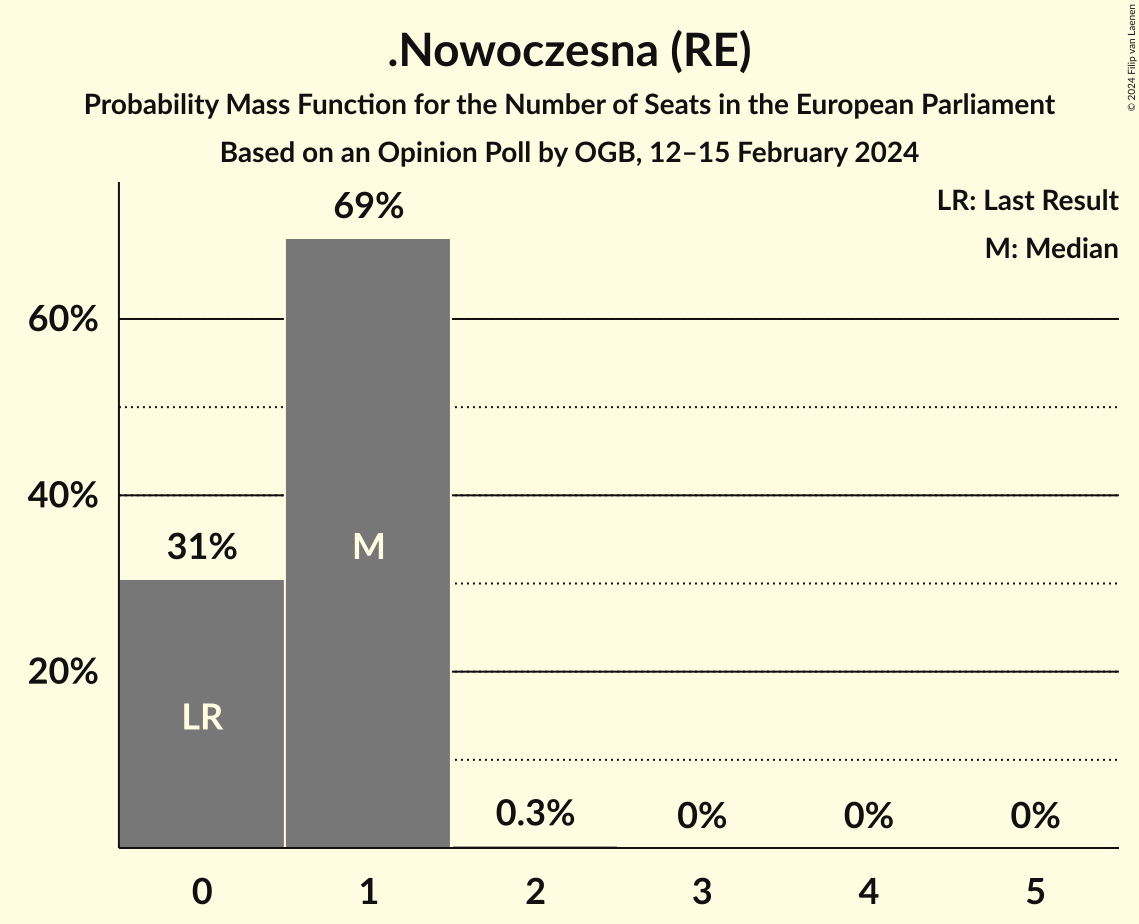 .Nowoczesna (RE)
Probability Mass Function for the Number of Seats in the European Parliament
Based on an Opinion Poll by OGB, 12–15 February 2024
© 2024 Filip van Laenen
LR: Last Result
M: Median
69%
60%
40%
31%
M
20%
LR
0.3%
0%
0%
0%
0
1
2
3
4
5